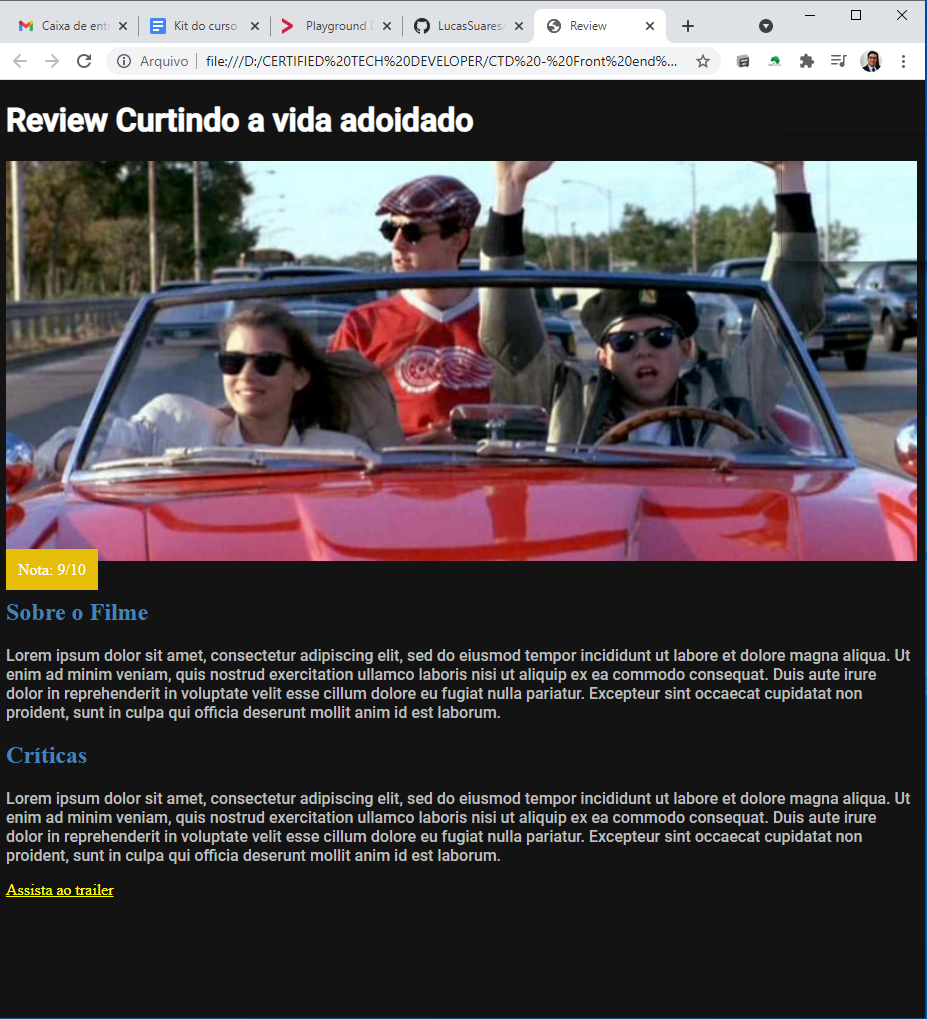 Caixa de ent
Kit do curso
Playground
LucasSuares
Review
Arquivo
file:///D:/CERTIFIED%20TECH%20DEVELOPER/CTD%20-%20Front%20end%...
Review Curtindo a vida adoidado
Nota: 9/10
Sobre o Filme
Lorem ipsum dolor sit amet, consectetur adipiscing elit, sed do eiusmod tempor incididunt ut labore et dolore magna aliqua. Ut
enim ad minim veniam, quis nostrud exercitation ullamco laboris nisi ut aliquip ex ea commodo consequat. Duis aute irure
dolor in reprehenderit in voluptate velit esse cillum dolore eu fugiat nulla pariatur. Excepteur sint occaecat cupidatat non
proident, sunt in culpa qui officia deserunt mollit anim id est laborum.
Críticas
Lorem ipsum dolor sit amet, consectetur adipiscing elit, sed do eiusmod tempor incididunt ut labore et dolore magna aliqua. Ut
enim ad minim veniam, quis nostrud exercitation ullamco laboris nisi ut aliquip ex ea commodo consequat. Duis aute irure
dolor in reprehenderit in voluptate velit esse cillum dolore eu fugiat nulla pariatur. Excepteur sint occaecat cupidatat non
proident, sunt in culpa qui officia deserunt mollit anim id est laborum.
Assista ao trailer